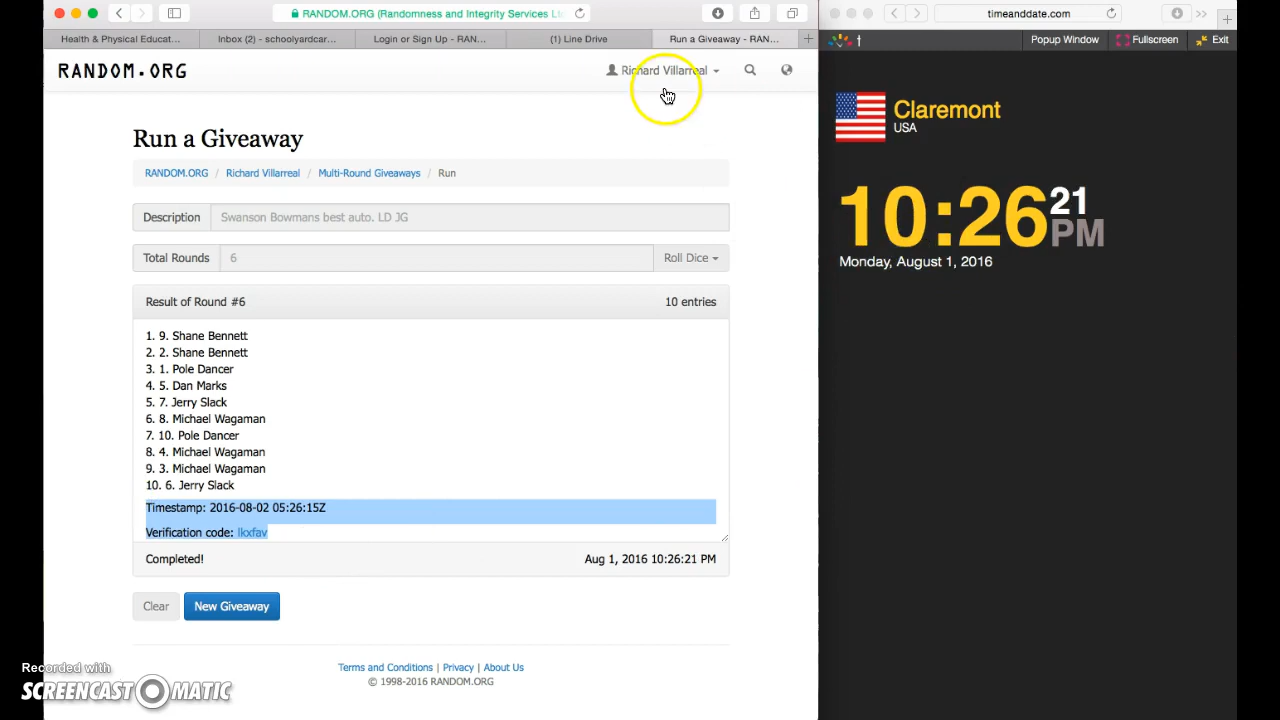 RANDOM.ORG (Randomness and Integrity Services Lt
timeanddate.com
Health & Physical Educat...
Inbox (2) - schoolyardcar...
Login or Sign Up - RAN...
(1) Line Drive
Run a Giveaway - RAN...
Popup Window
Fullscreen
Exit
RANDOM.ORG
Richard Villarreal
Claremont
USA
Run a Giveaway
RANDOM.ORG / Richard Villarreal / Multi-Round Giveaways / Run
10:26 21 PM
Description Swanson Bowmans best auto. LD JG
Total Rounds 6 Roll Dice
Monday, August 1, 2016
Result of Round #6 10 entries
1. 9. Shane Bennett
2. 2. Shane Bennett
3. 1. Pole Dancer
4. 5. Dan Marks
5. 7. Jerry Slack
6. 8. Michael Wagaman
7. 10. Pole Dancer
8. 4. Michael Wagaman
9. 3. Michael Wagaman
10. 6. Jerry Slack
Timestamp: 2016-08-02 05:26:15Z
Verification code: lkxfav
Completed! Aug 1, 2016 10:26:21 PM
Clear New Giveaway
Terms and Conditions | Privacy | About Us
© 1998-2016 RANDOM.ORG
Recorded with
SCREENCAST-O-MATIC